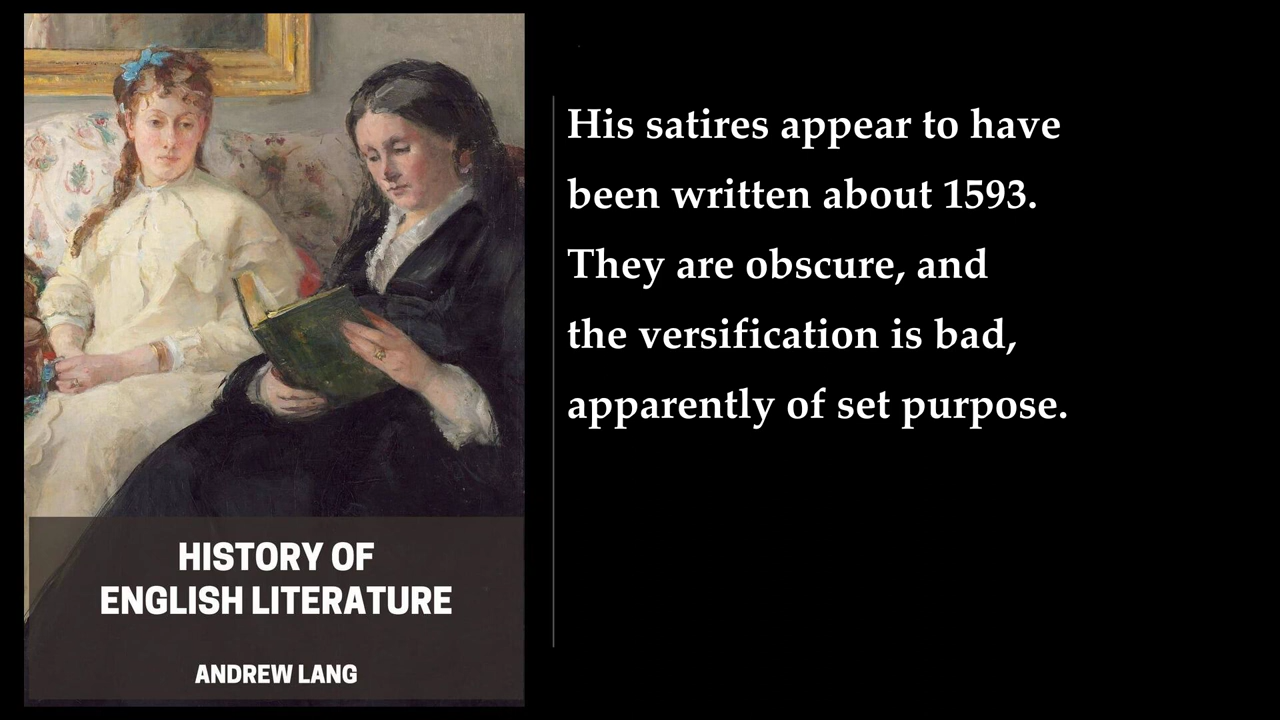 His satires appear to have
been written about 1593.
They are obscure, and
the versification is bad,
apparently of set purpose.
HISTORY OF
ENGLISH LITERATURE
ANDREW LANG